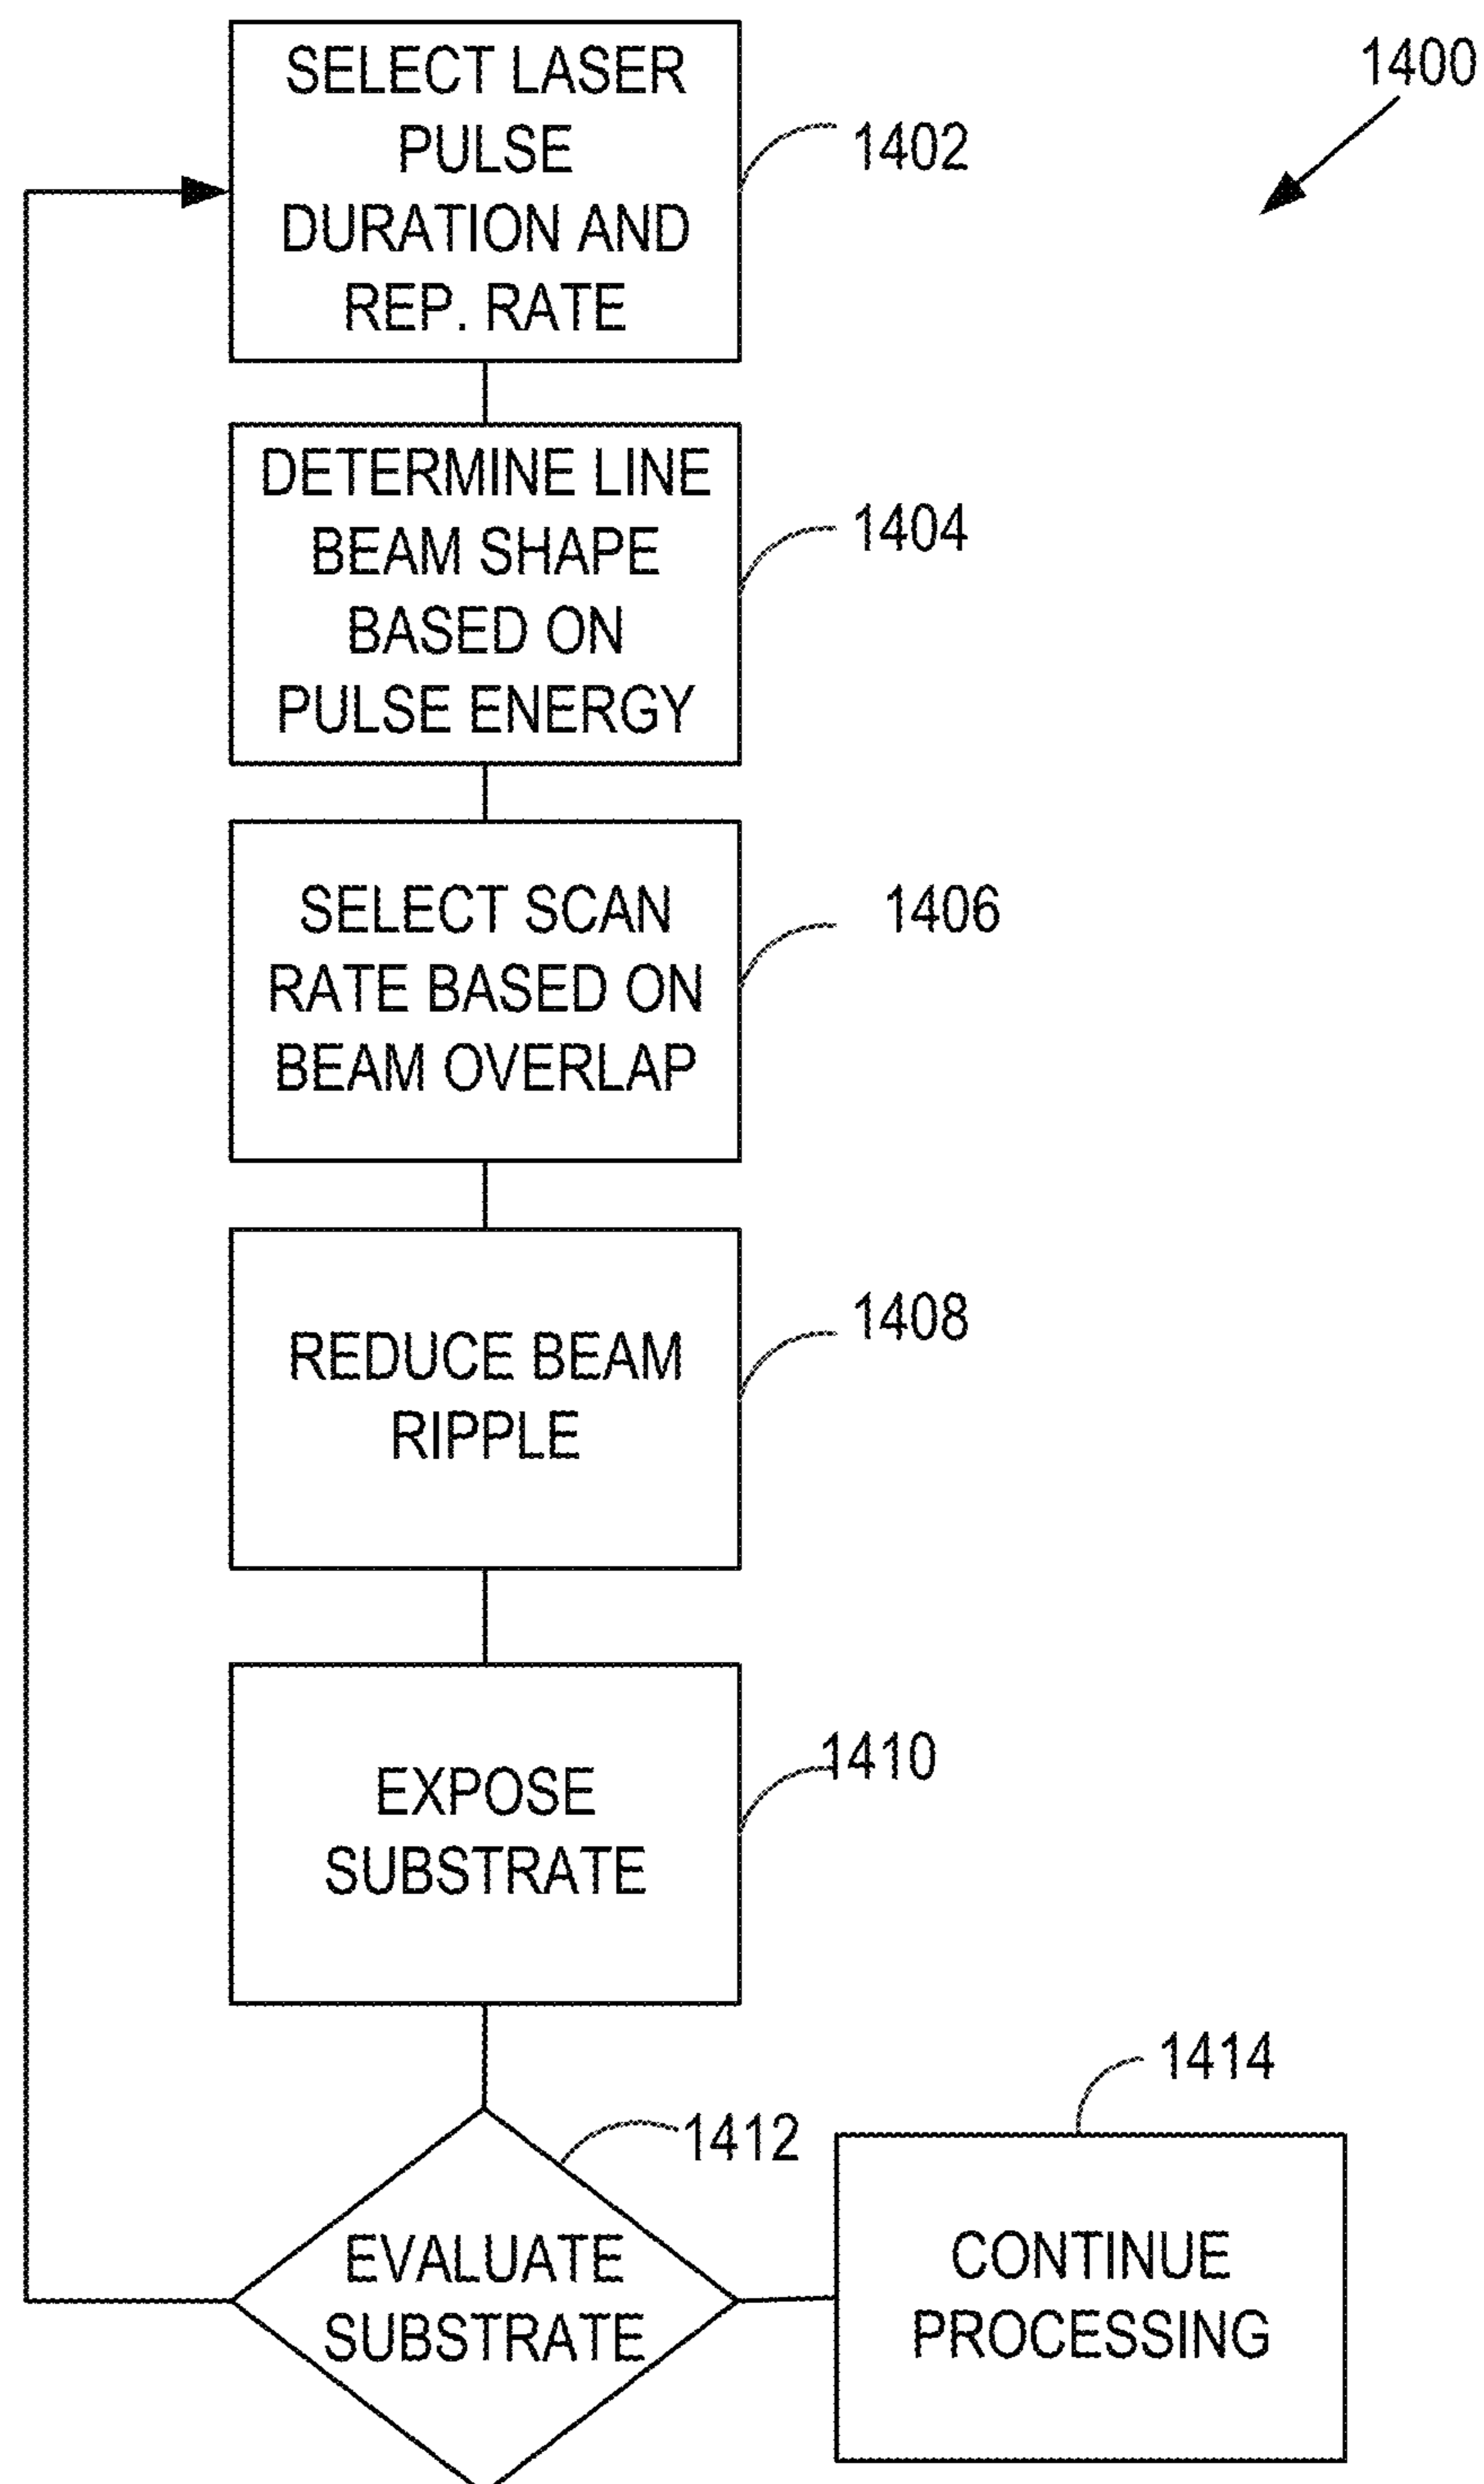 1400
SELECT LASER
PULSE
DURATION AND
REP. RATE
1402
DETERMINE LINE
BEAM SHAPE
BASED ON
PULSE ENERGY
1404
SELECT SCAN
RATE BASED ON
BEAM OVERLAP
1406
REDUCE BEAM
RIPPLE
1408
EXPOSE
SUBSTRATE
1410
EVALUATE
SUBSTRATE
1412
CONTINUE
PROCESSING
1414